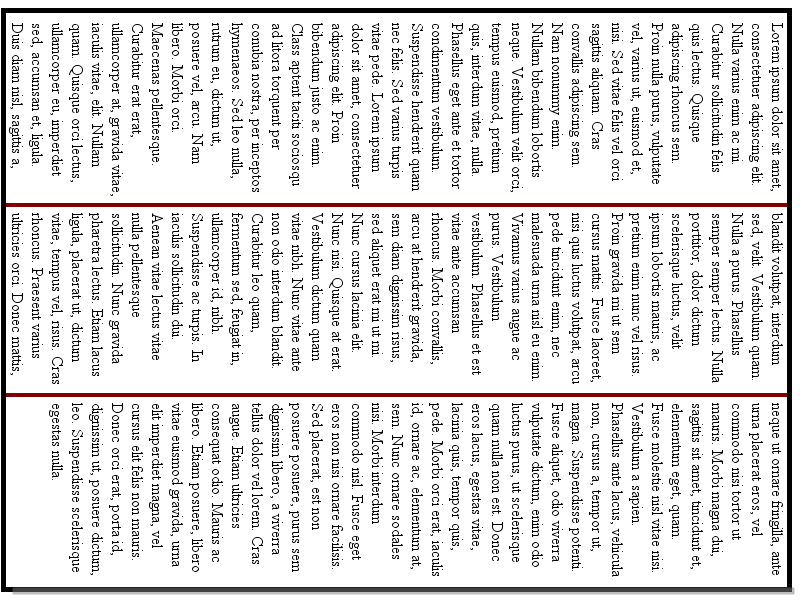 Lorem ipsum dolor sit amet,
consectetuer adipiscing elit.
Nulla varius enim ac mi.
Curabitur sollicitudin felis
quis lectus. Quisque
adipiscing rhoncus sem.
Proin nulla purus, vulputate
vel, varius ut, euismod et,
nisi. Sed vitae felis vel orci
sagittis aliquam. Cras
convallis adipiscing sem.
Nam nonummy enim.
Nullam bibendum lobortis
neque. Vestibulum velit orci,
tempus euismod, pretium
quis, interdum vitae, nulla.
Phasellus eget ante et tortor
condimentum vestibulum.
Suspendisse hendrerit quam
nec felis. Sed varius turpis
vitae pede. Lorem ipsum
dolor sit amet, consectetuer
adipiscing elit. Proin
bibendum justo ac enim.
Class aptent taciti sociosqu
ad litora torquent per
conubia nostra, per inceptos
hymenaeos. Sed leo nulla,
rutrum eu, dictum ut,
posuere vel, arcu. Nam
libero. Morbi orci.
Maecenas pellentesque.
Curabitur erat erat,
ullamcorper at, gravida vitae,
iaculis vitae, elit. Nullam
quam. Quisque orci lectus,
ullamcorper eu, imperdiet
sed, accumsan et, ligula.
Duis diam nisl, sagittis a,
blandit volutpat, interdum
sed, velit. Vestibulum quam.
Nulla a purus. Phasellus
semper semper lectus. Nulla
porttitor, dolor dictum
scelerisque luctus, velit
ipsum lobortis mauris, ac
pretium enim nunc vel risus.
Proin gravida mi ut sem
cursus mattis. Fusce laoreet,
nisi quis luctus volutpat, arcu
pede tincidunt enim, nec
malesuada urna nisl eu enim.
Vivamus varius augue ac
purus. Vestibulum
vestibulum. Phasellus et est
vitae ante accumsan
rhoncus. Morbi convallis,
arcu at hendrerit gravida,
sem diam dignissim risus,
sed aliquet erat mi ut mi.
Nunc cursus lacinia elit.
Nunc nisi. Quisque at erat.
Vestibulum dictum quam
vitae nibh. Nunc vitae ante
non odio interdum blandit.
Curabitur leo quam,
fermentum sed, feugiat in,
ullamcorper id, nibh.
Suspendisse ac turpis. In
iaculis sollicitudin dui.
Aenean vitae lectus vitae
nulla pellentesque
sollicitudin. Nunc gravida
pharetra lectus. Etiam lacus
ligula, placerat ut, dictum
vitae, tempus vel, risus. Cras
rhoncus. Praesent varius
ultricies orci. Donec mattis,
neque ut ornare fringilla, ante
urna placerat eros, vel
commodo nisi tortor ut
mauris. Morbi magna dui,
sagittis sit amet, tincidunt et,
elementum eget, quam.
Fusce molestie nisl vitae nisi.
Vestibulum a sapien.
Phasellus ante lacus, vehicula
non, cursus a, tempor ut,
magna. Suspendisse potenti.
Fusce aliquet, odio viverra
vulputate dictum, enim odio
luctus purus, ut scelerisque
quam nulla non est. Donec
eros lacus, egestas vitae,
lacinia quis, tempor quis,
pede. Morbi orci erat, iaculis
id, ornare ac, elementum at,
sem. Nunc ornare sodales
nisi. Morbi interdum
commodo nisl. Fusce eget
eros non nisi ornare facilisis.
Sed placerat, est non
posuere posuere, purus sem
dignissim libero, a viverra
tellus dolor vel lorem. Cras
augue. Etiam ultricies
consequat odio. Mauris ac
libero. Etiam posuere, libero
vitae euismod gravida, urna
elit imperdiet magna, vel
cursus elit felis non mauris.
Donec orci erat, porta id,
dignissim ut, posuere dictum,
leo. Suspendisse scelerisque
egestas nulla.